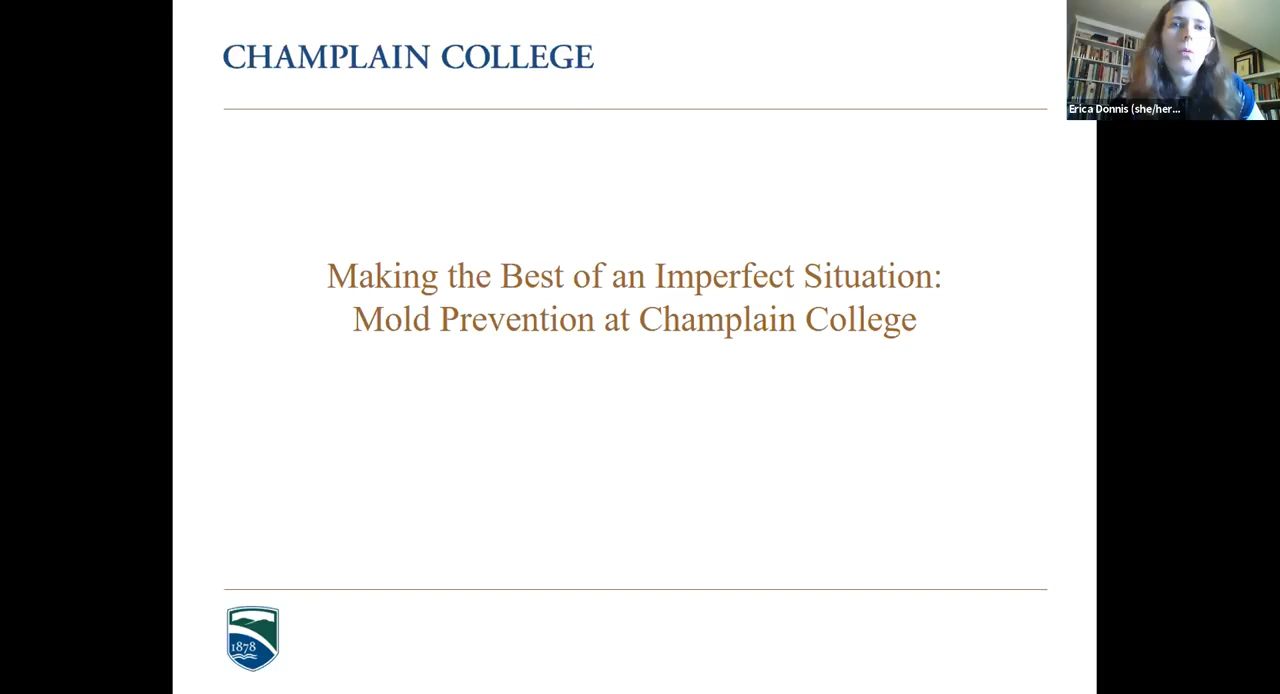 CHAMPLAIN COLLEGE
Erica Donnis (she/her...
Making the Best of an Imperfect Situation:
Mold Prevention at Champlain College
1878